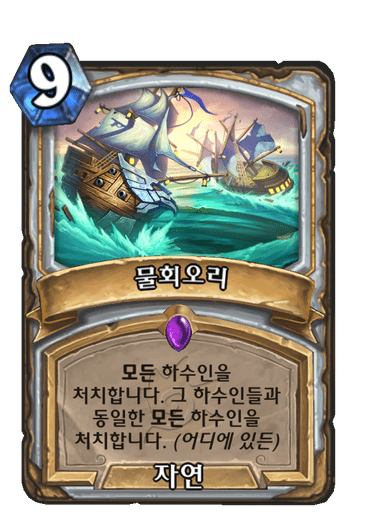 9
물회오리
모든 하수인을
처치합니다. 그 하수인들과
동일한 모든 하수인을
처치합니다. (어디에 있든)
자연